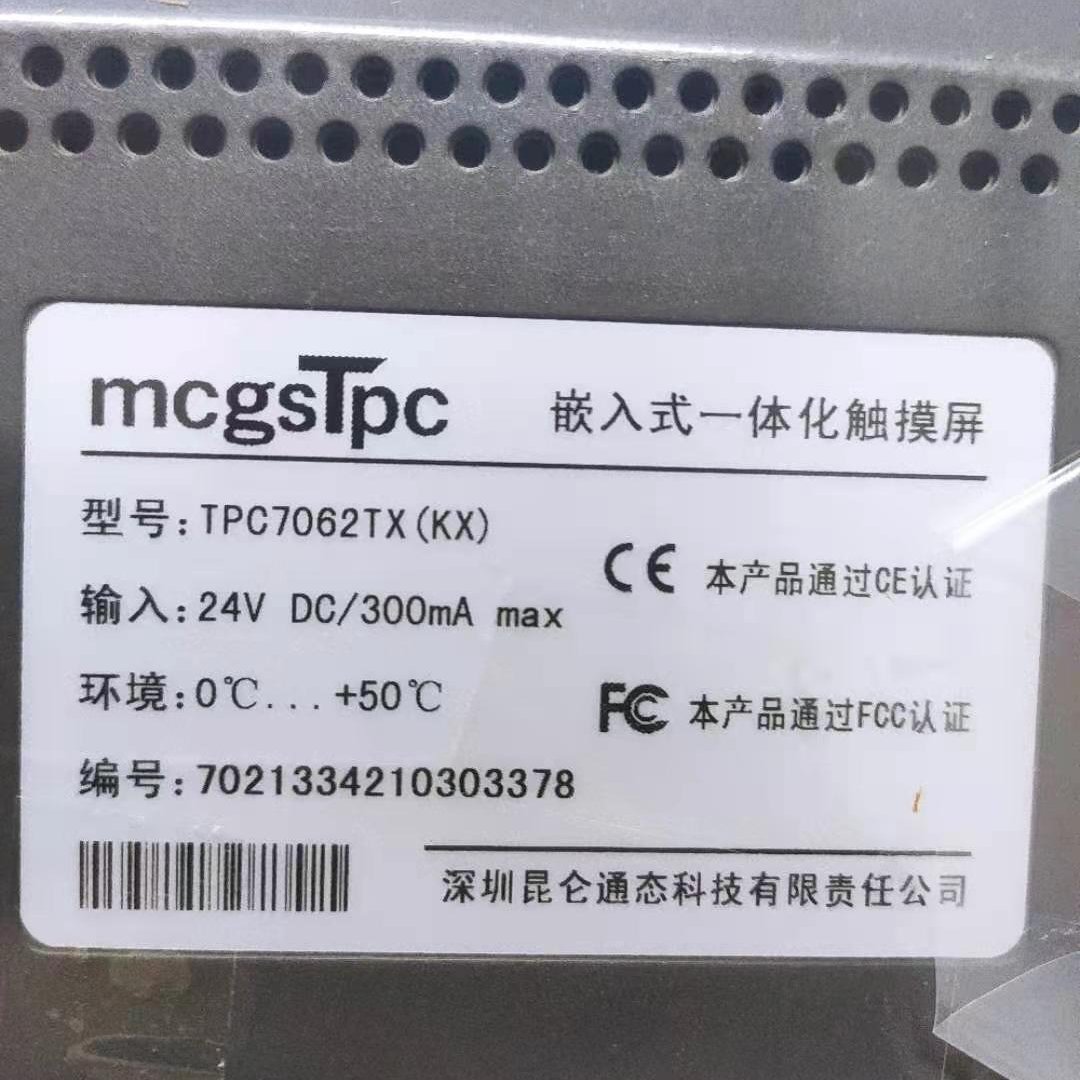 mcgsTpc 嵌入式一体化触摸屏
型号:TPC7062TX(KX)
输入:24V DC/300mA max
CE 本产品通过CE认证
环境:0℃...+50℃
FC 本产品通过FCC认证
编号:7021334210303378
深圳昆仑通态科技有限责任公司